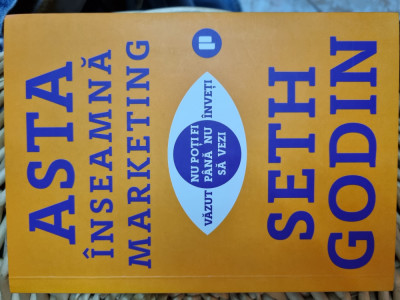 ASTA
ÎNSEAMNĂ
MARKETING
NU POȚI FI
VĂZUT PÂNĂ NU ÎNVEȚI
SĂ VEZI
SETH
GODIN